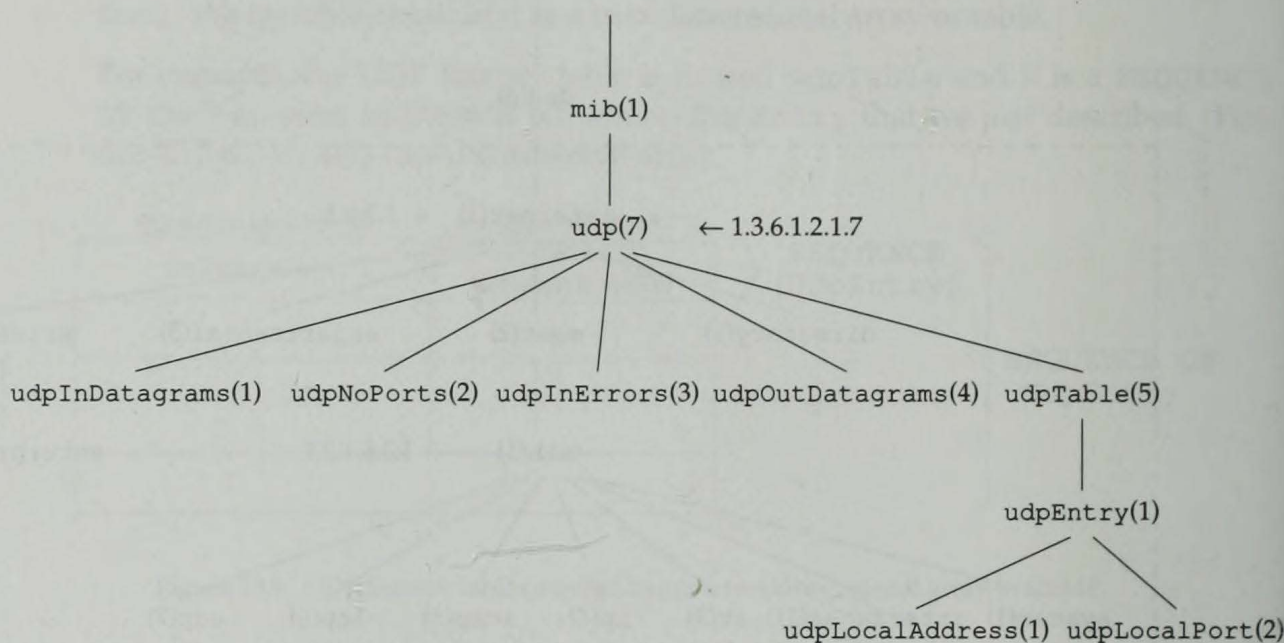 mib(1)
udp(7) ← 1.3.6.1.2.1.7
udpInDatagrams(1) udpNoPorts(2) udpInErrors(3) udpOutDatagrams(4) udpTable(5)
udpEntry(1)
udpLocalAddress(1) udpLocalPort(2)